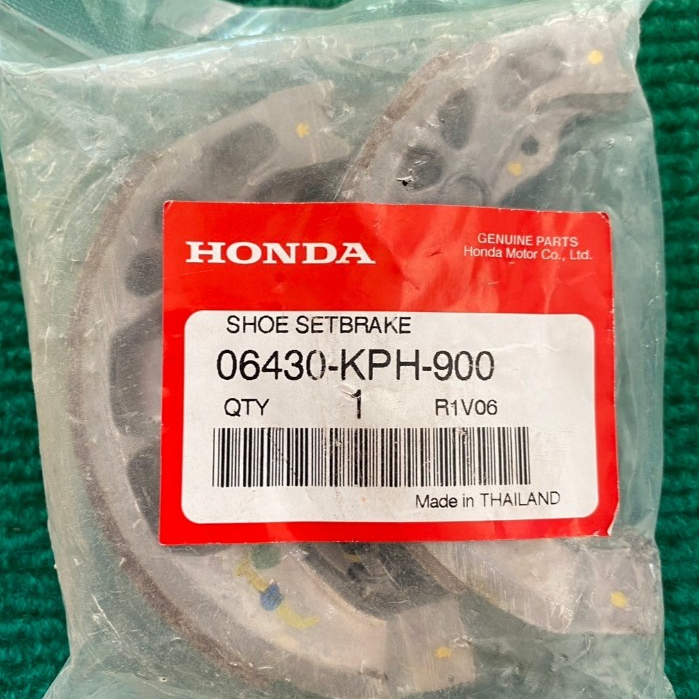 HONDA
GENUINE PARTS
Honda Motor Co., Ltd.
SHOE SETBRAKE
06430-KPH-900
QTY 1 R1V06
Made in THAILAND